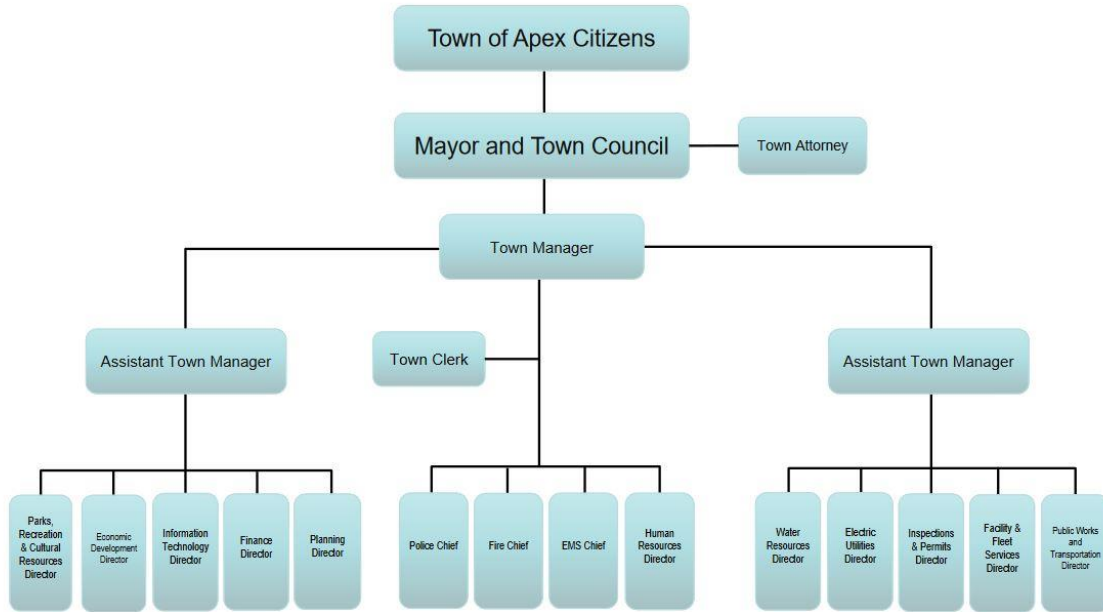 Town of Apex Citizens
Mayor and Town Council
Town Attorney
Town Manager
Assistant Town Manager
Town Clerk
Assistant Town Manager
Parks,
Recreation
& Cultural
Resources
Director
Economic
Development
Director
Information
Technology
Director
Finance
Director
Planning
Director
Police Chief
Fire Chief
EMS Chief
Human
Resources
Director
Water
Resources
Director
Electric
Utilities
Director
Inspections
& Permits
Director
Facility &
Fleet
Services
Director
Public Works
and
Transportation
Director